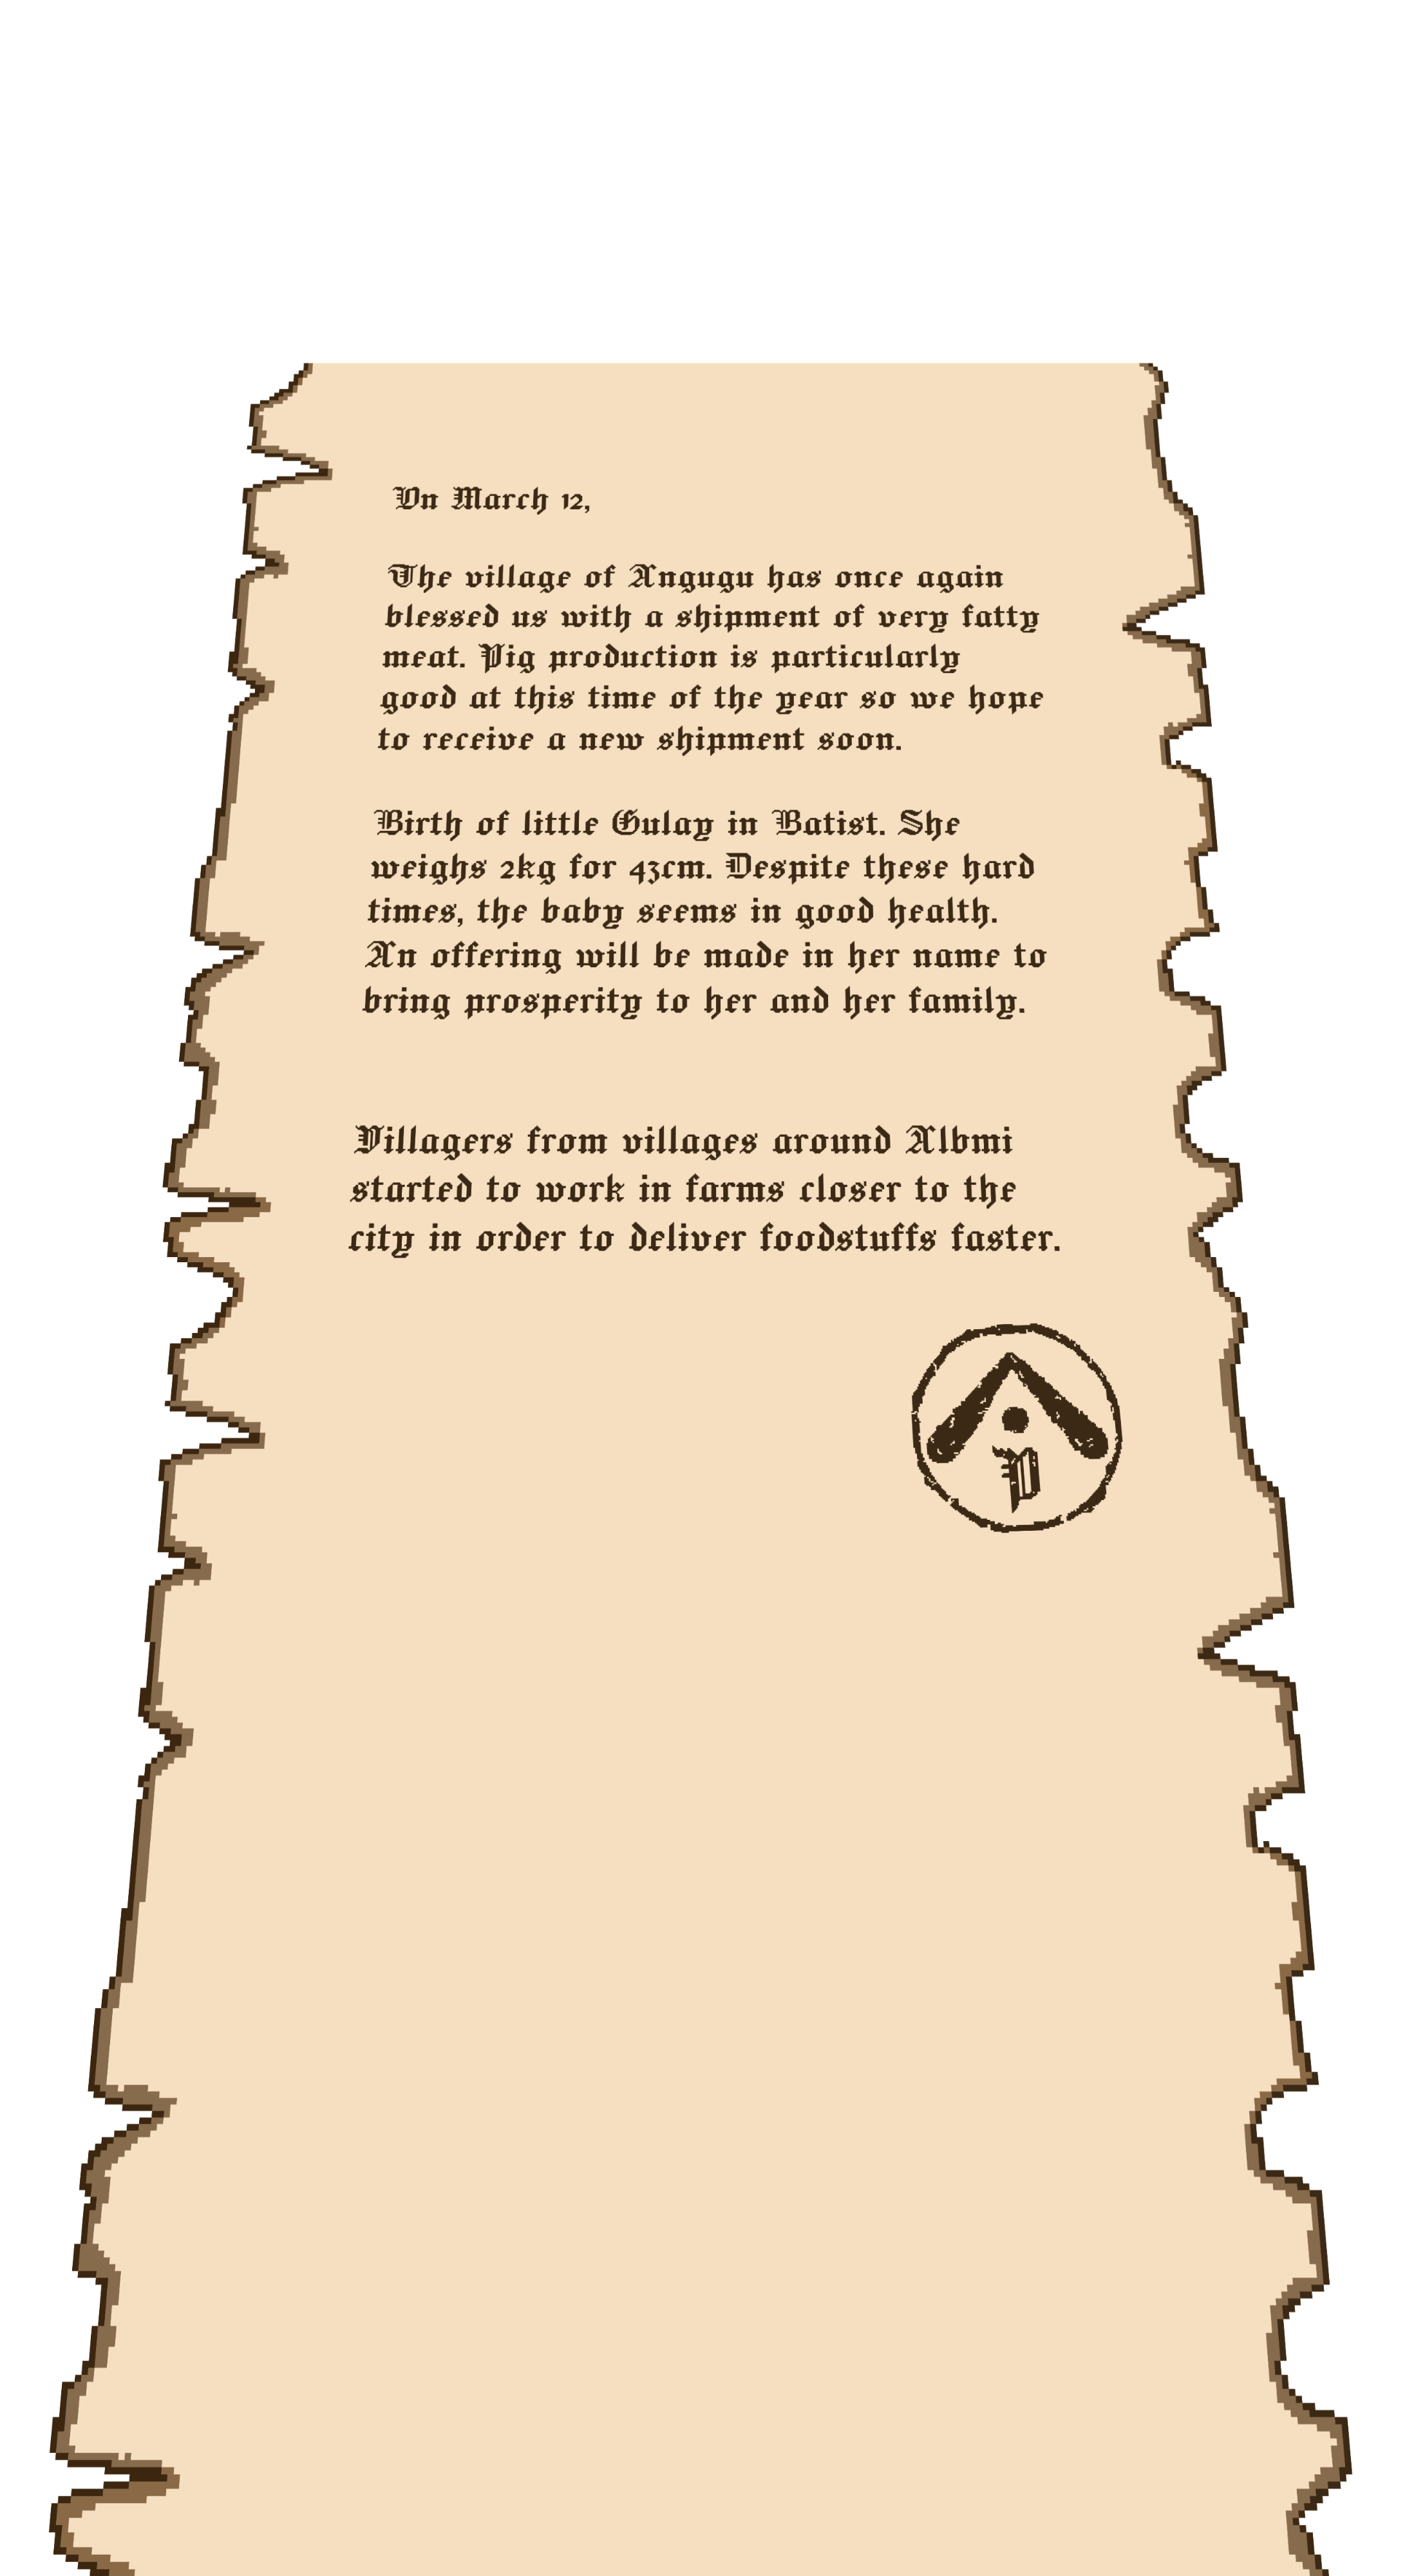 On March 12,
The village of Angugu has once again
blessed us with a shipment of very fatty
meat. Pig production is particularly
good at this time of the year so we hope
to receive a new shipment soon.
Birth of little Gulay in Batist. She
weighs 2kg for 43cm. Despite these hard
times, the baby seems in good health.
An offering will be made in her name to
bring prosperity to her and her family.
Villagers from villages around Albmi
started to work in farms closer to the
city in order to deliver foodstuffs faster.
p